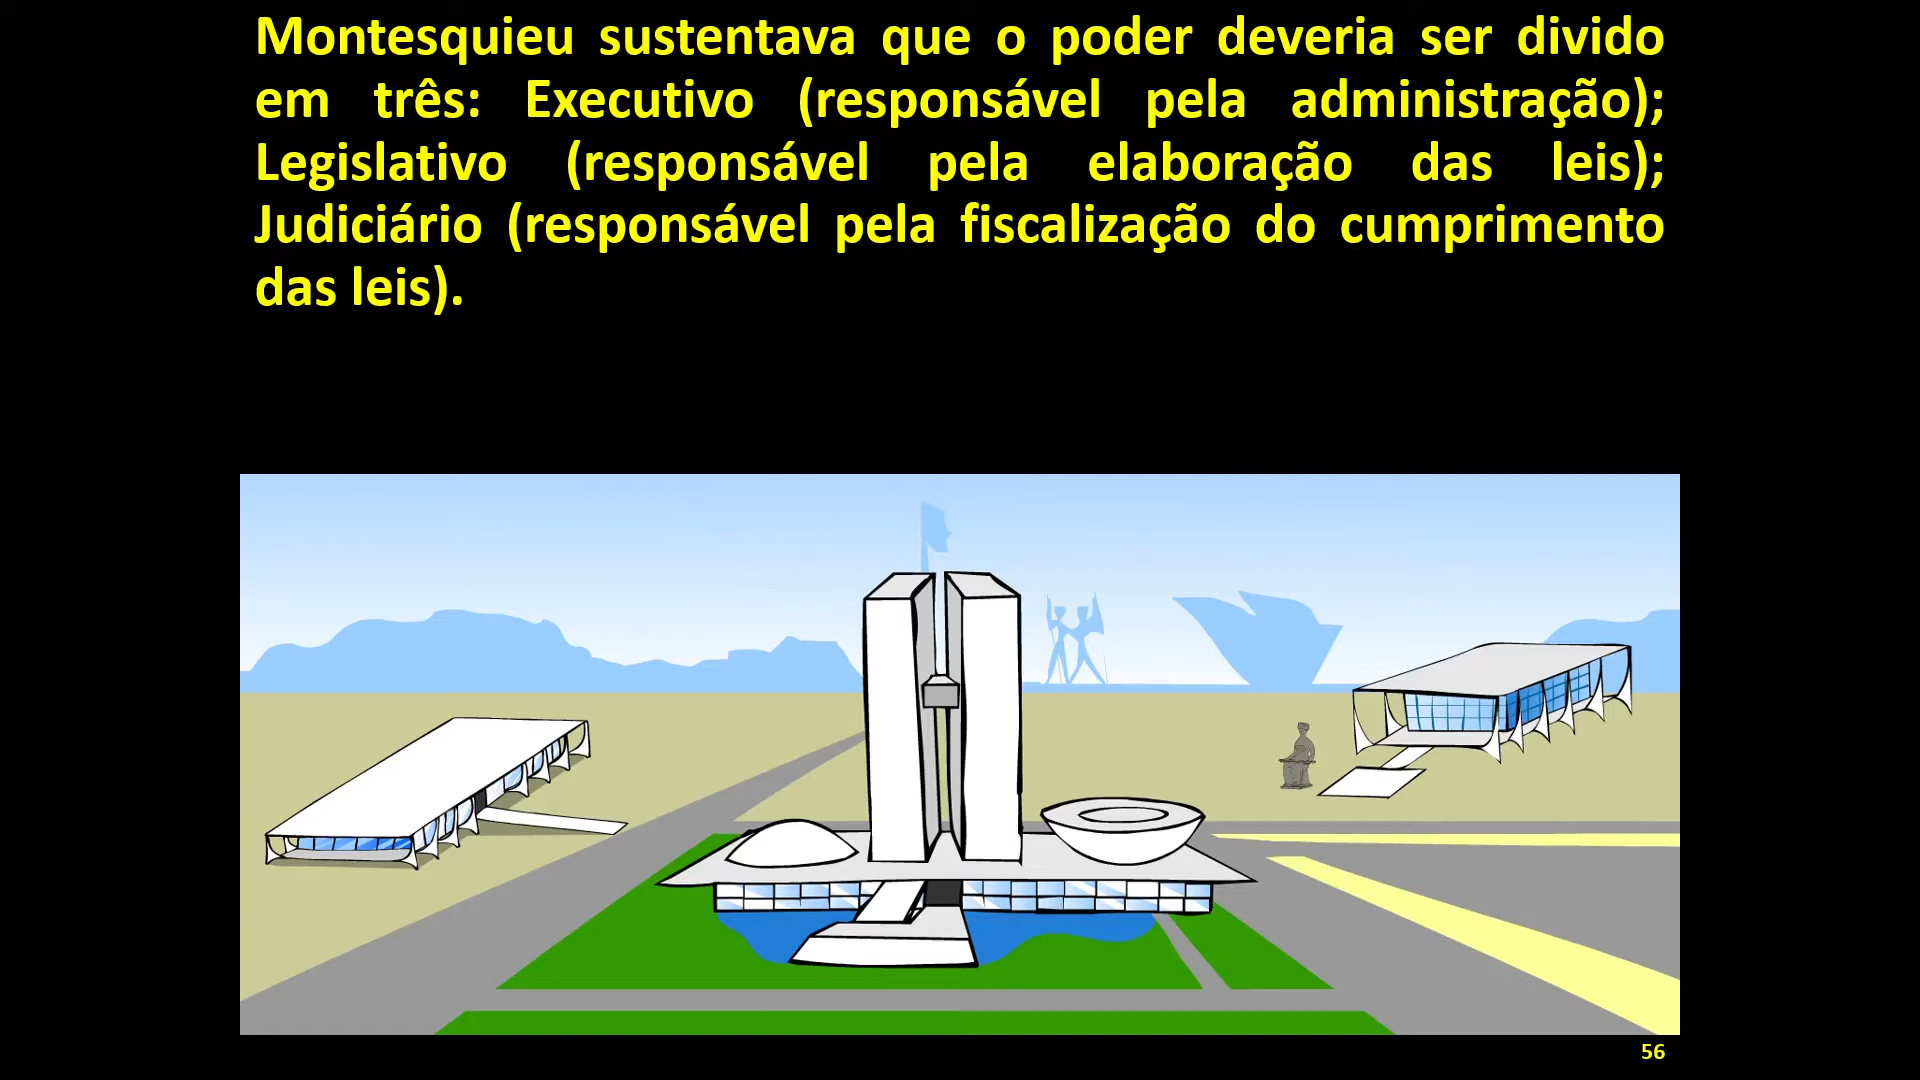 Montesquieu sustentava que o poder deveria ser divido
em três: Executivo (responsável pela administração);
Legislativo (responsável pela elaboração das leis);
Judiciário (responsável pela fiscalização do cumprimento
das leis).
56